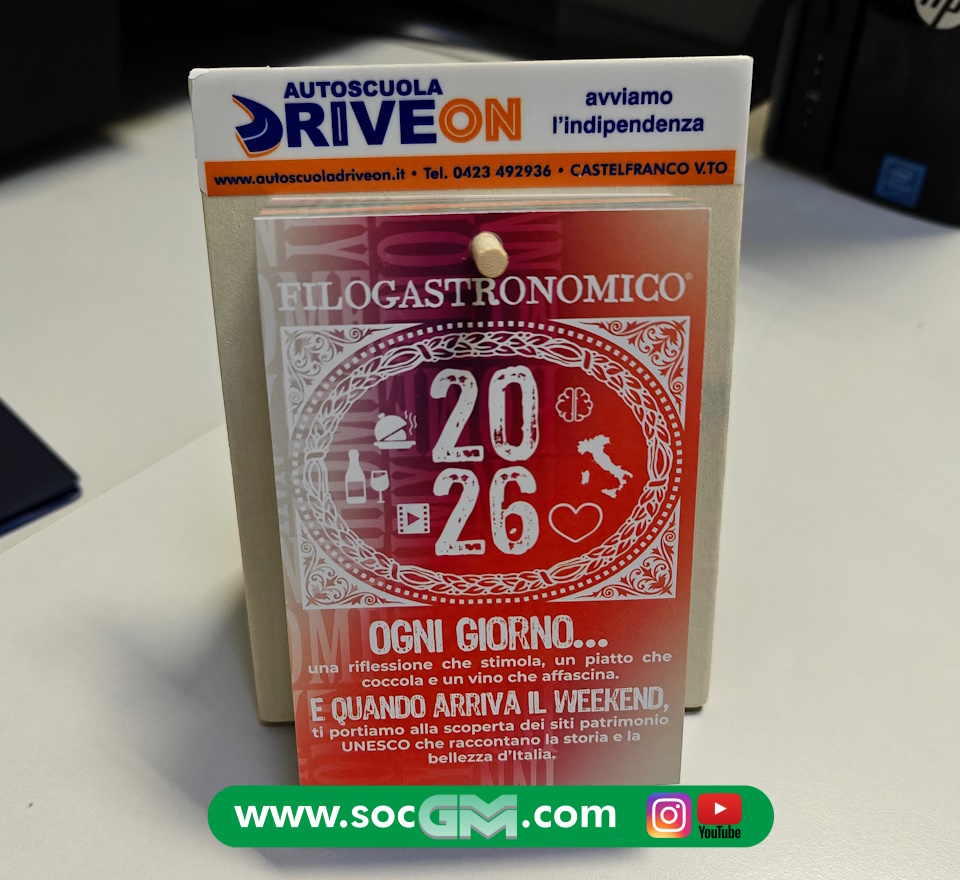 AUTOSCUOLA
DRIVEON
avviamo
l'indipendenza
www.autoscuoladriveon.it • Tel. 0423 492936 • CASTELFRANCO V.TO
FILOGASTRONOMICO®
20
26
OGNI GIORNO...
una riflessione che stimola, un piatto che
coccola e un vino che affascina.
E QUANDO ARRIVA IL WEEKEND,
ti portiamo alla scoperta dei siti patrimonio
UNESCO che raccontano la storia e la
bellezza d'Italia.
www.socGM.com
YouTube
hp